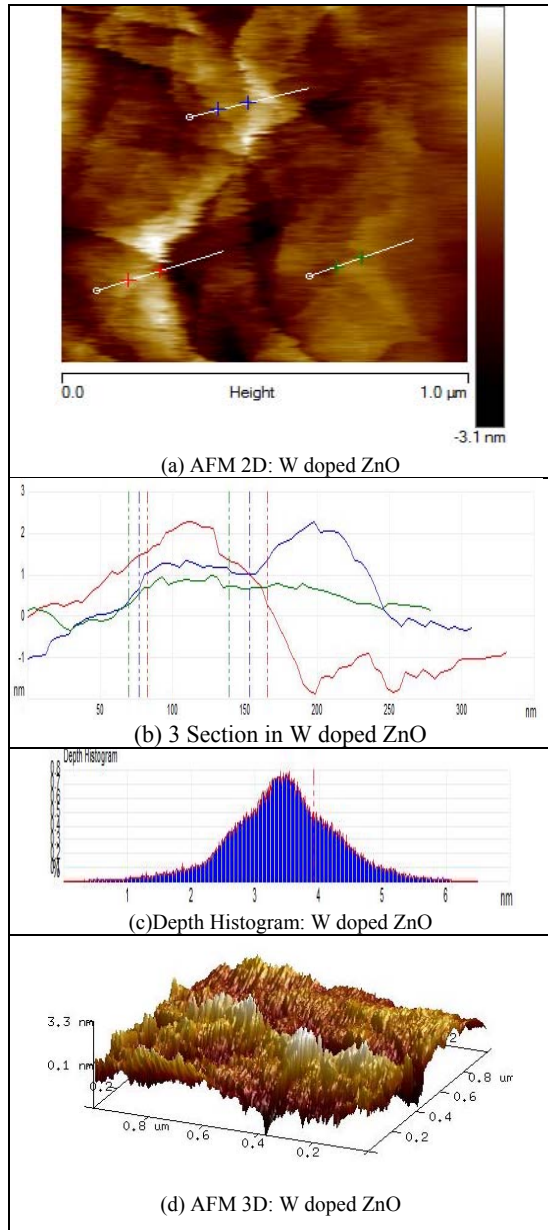 0.0 Height 1.0 µm
-3.1 nm
(a) AFM 2D: W doped ZnO
3
2
1
0
-1
nm
50 100 150 200 250 300
(b) 3 Section in W doped ZnO
Depth Histogram
1 2 3 4 5 6 nm
(c)Depth Histogram: W doped ZnO
3.3 nm
0.1 nm
0.2
0.8 um 0.6 0.4 0.2
0.2 0.4 0.6 0.8 um
(d) AFM 3D: W doped ZnO